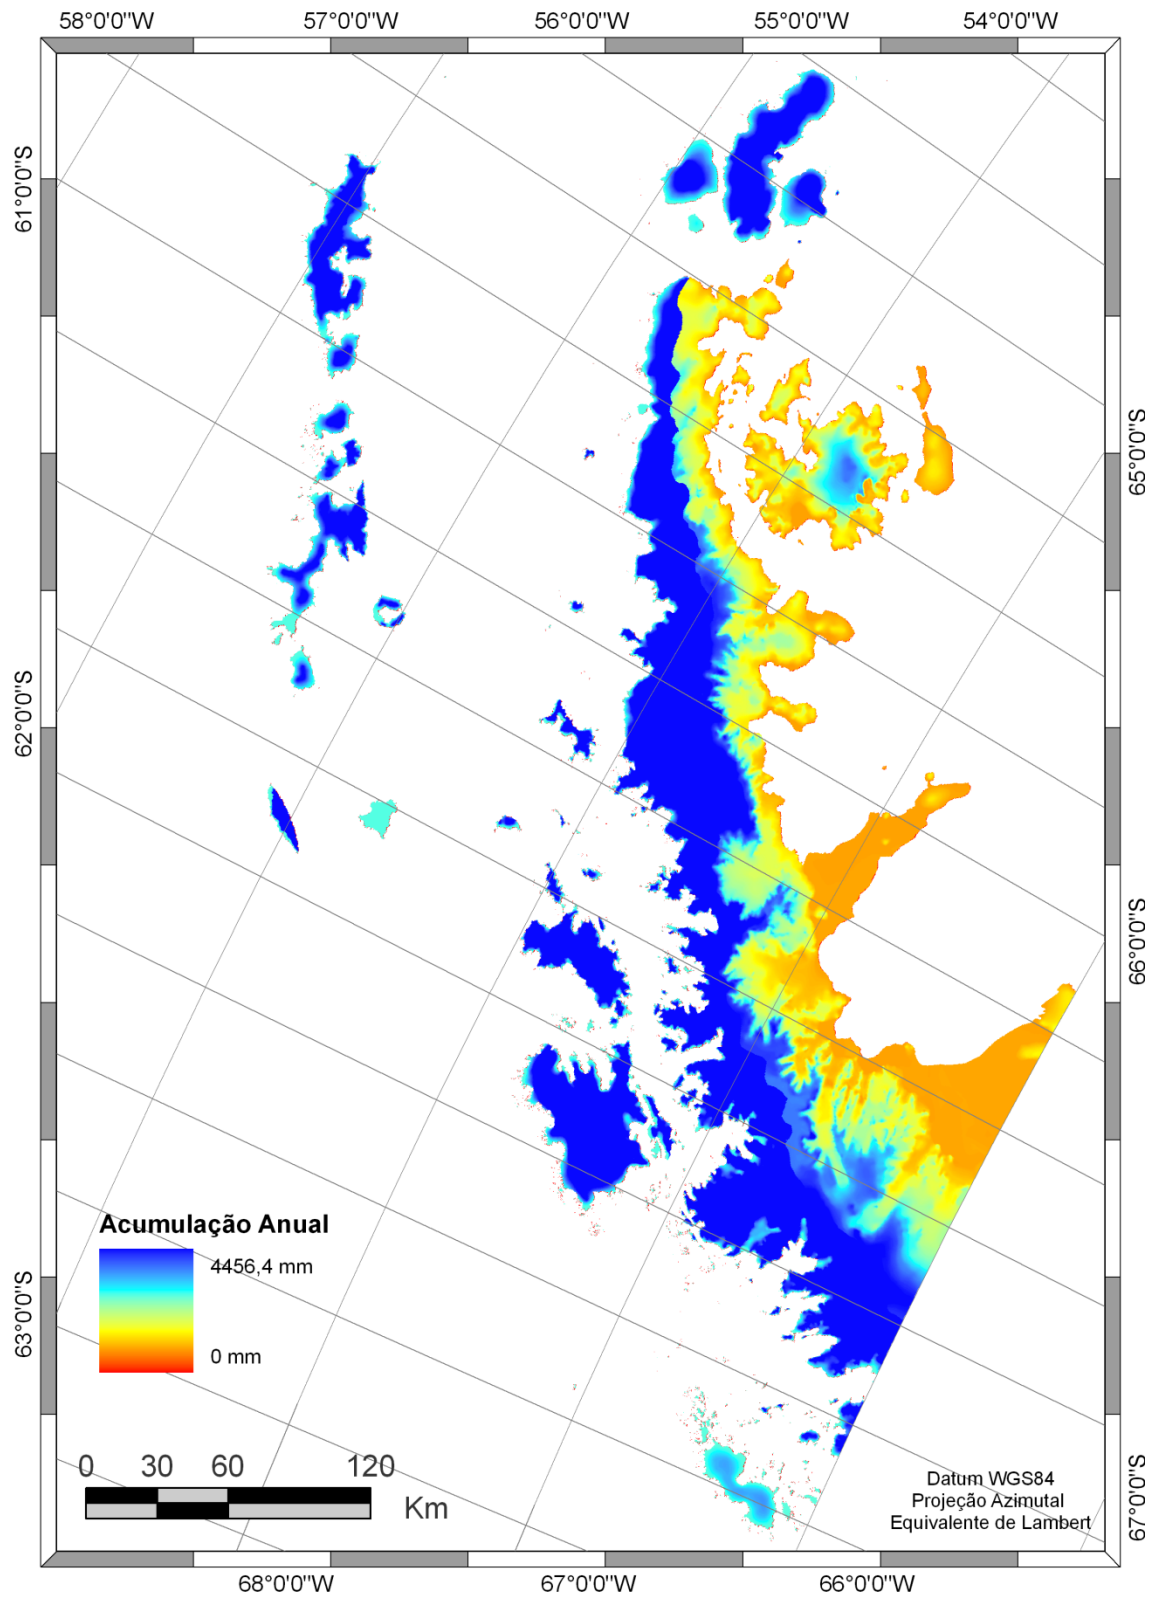 58°0'0"W 57°0'0"W 56°0'0"W 55°0'0"W 54°0'0"W
61°0'0"S
65°0'0"S
62°0'0"S
66°0'0"S
Acumulação Anual
4456,4 mm
0 mm
63°0'0"S
0 30 60 120
Km
Datum WGS84
Projeção Azimutal
Equivalente de Lambert
67°0'0"S
68°0'0"W 67°0'0"W 66°0'0"W